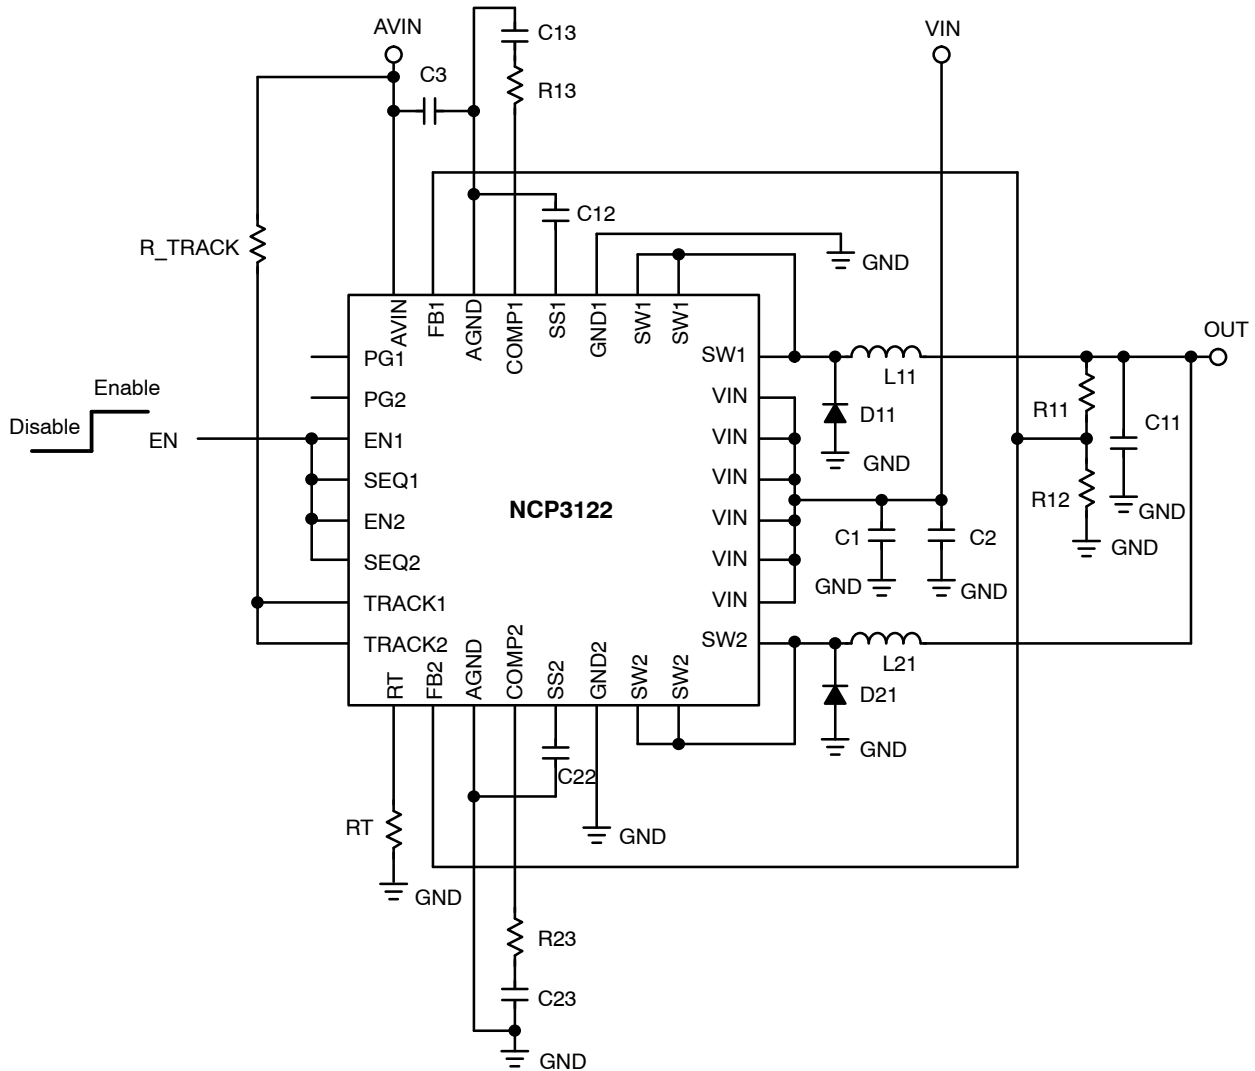 AVIN
C13
VIN
C3
R13
C12
R_TRACK
GND
AVIN
FB1
AGND
COMP1
SS1
GND1
SW1
SW1
OUT
PG1
SW1
L11
Enable
PG2
VIN
D11
R11
C11
Disable
EN
EN1
VIN
GND
SEQ1
VIN
R12
GND
NCP3122
EN2
VIN
C1
C2
GND
SEQ2
VIN
GND
GND
TRACK1
VIN
TRACK2
SW2
L21
RT
FB2
AGND
COMP2
SS2
GND2
SW2
SW2
D21
GND
C22
RT
GND
GND
R23
C23
GND